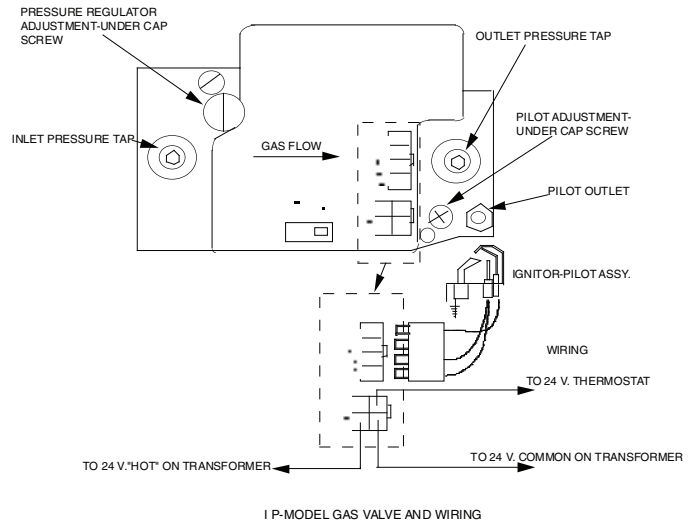 PRESSURE REGULATOR
ADJUSTMENT-UNDER CAP
SCREW
OUTLET PRESSURE TAP
PILOT ADJUSTMENT-
UNDER CAP SCREW
INLET PRESSURE TAP
GAS FLOW
PILOT OUTLET
IGNITOR-PILOT ASSY.
WIRING
TO 24 V. THERMOSTAT
TO 24 V."HOT" ON TRANSFORMER
TO 24 V. COMMON ON TRANSFORMER
I P-MODEL GAS VALVE AND WIRING